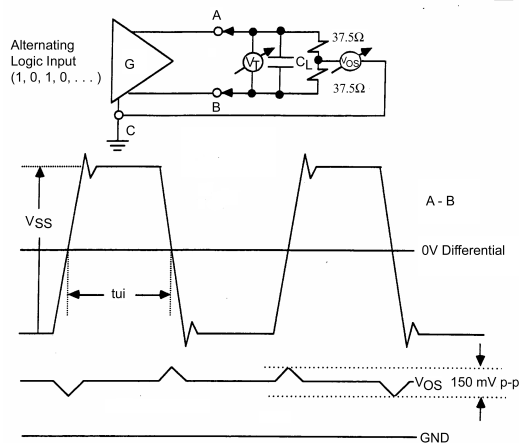 A
Alternating
Logic Input
(1, 0, 1, 0, . . . )
G
VT
CL
37.5Ω
VOS
37.5Ω
B
C
VSS
A - B
0V Differential
tui
VOS 150 mV p-p
GND